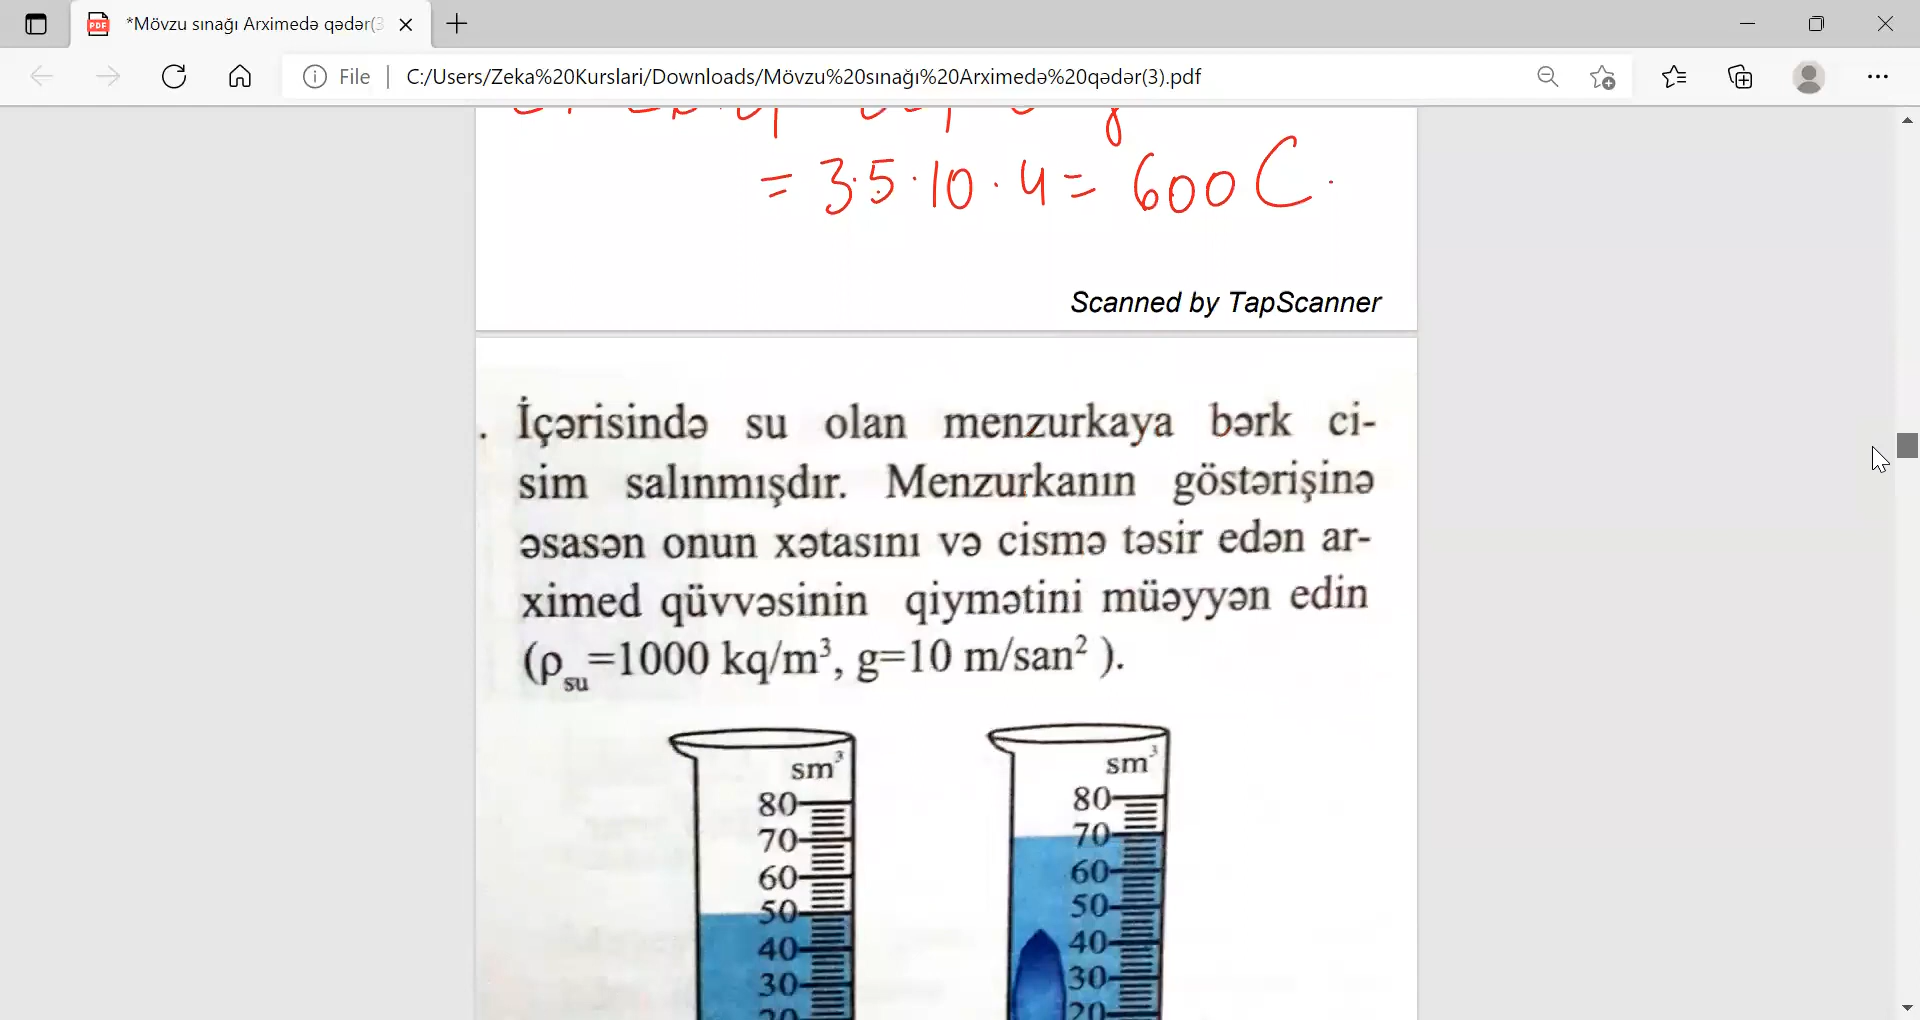 *Mövzu sınağı Arximedə qədər(3
File
C:/Users/Zeka%20Kurslari/Downloads/Mövzu%20sınağı%20Arximedə%20qədər(3).pdf
= 3·5·10·4= 600 C.
Scanned by TapScanner
. İçərisində su olan menzurkaya bərk ci-
sim salınmışdır. Menzurkanın göstərişinə
əsasən onun xətasını və cismə təsir edən ar-
ximed qüvvəsinin qiymətini müəyyən edin
(ρsu=1000 kq/m³, g=10 m/san² ).
sm³
80
70
60
50
40
30
20
sm³
80
70
60
50
40
30
20